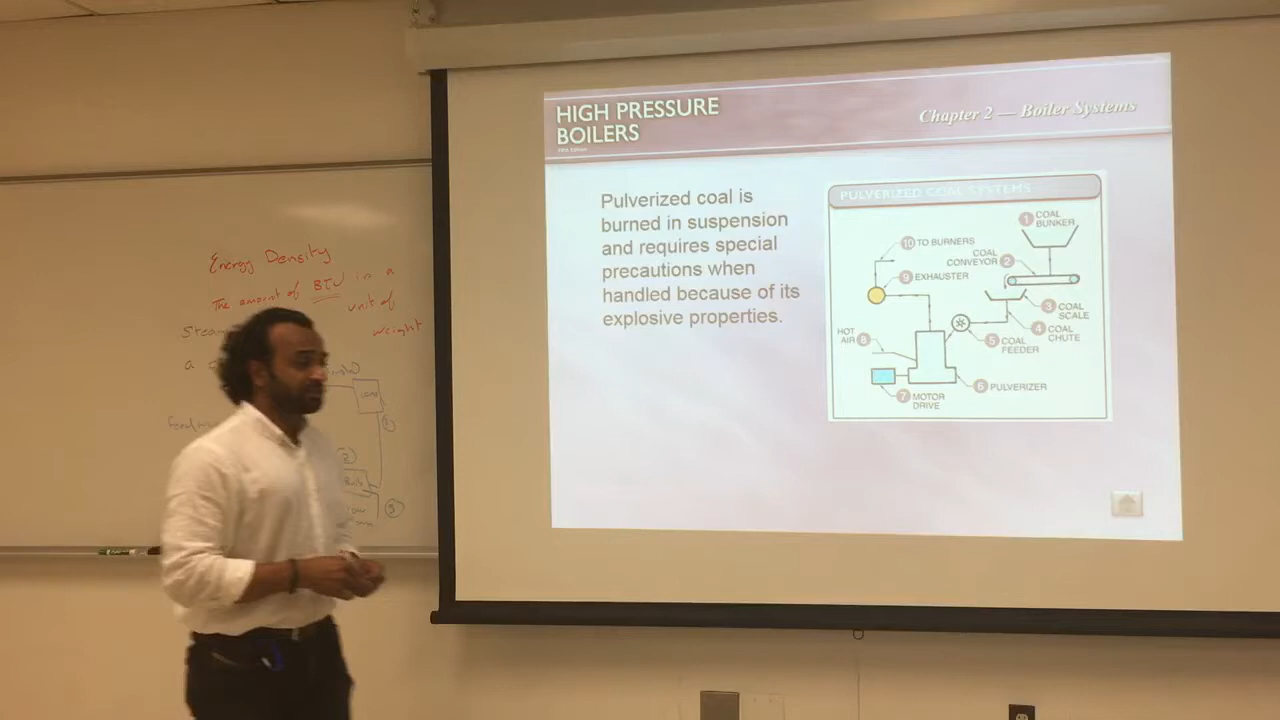 HIGH PRESSURE
BOILERS
Chapter 2 — Boiler Systems
Pulverized coal is
burned in suspension
and requires special
precautions when
handled because of its
explosive properties.
PULVERIZED COAL SYSTEMS
1 COAL
BUNKER
10 TO BURNERS
COAL
CONVEYOR 2
9 EXHAUSTER
3 COAL
SCALE
4 COAL
CHUTE
HOT
AIR 8
5 COAL
FEEDER
6 PULVERIZER
7 MOTOR
DRIVE
Energy Density
The amount of BTU in a
unit of
weight
Steam
a
2
3